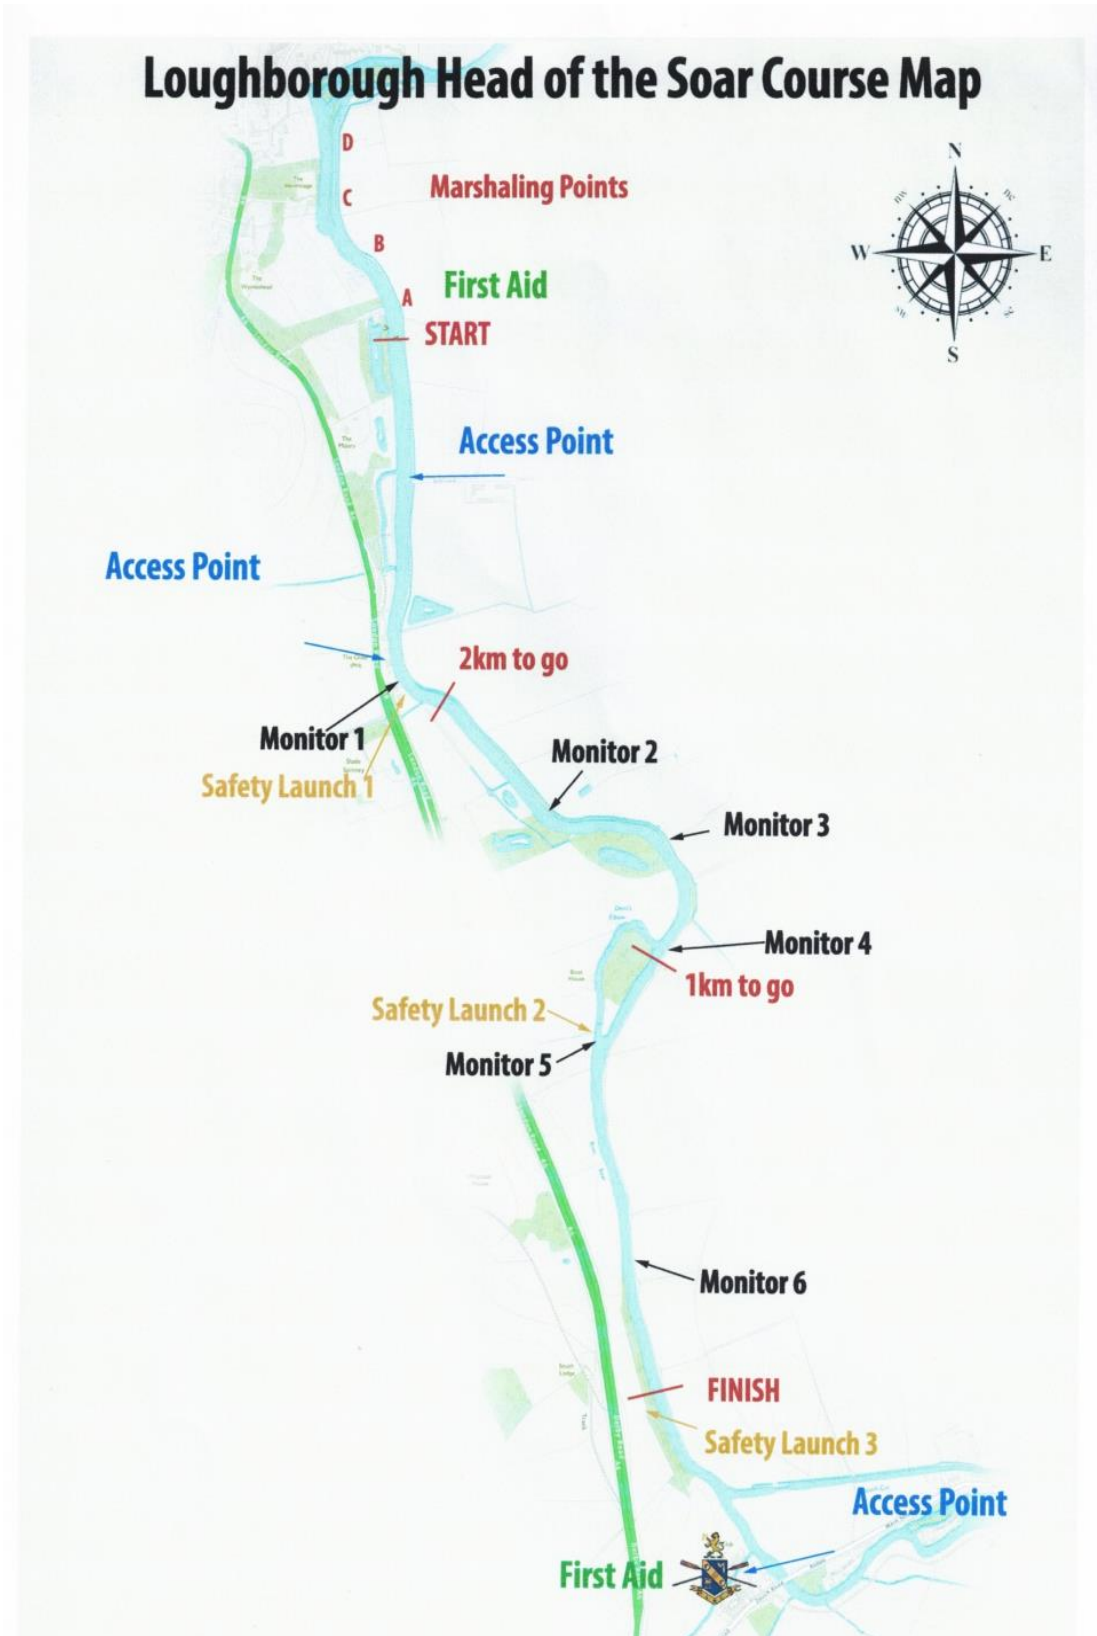 Loughborough Head of the Soar Course Map
D
N
C
Marshaling Points
B
W
E
A
First Aid
START
S
Access Point
Access Point
2km to go
Monitor 1
Monitor 2
Safety Launch 1
Monitor 3
Monitor 4
1km to go
Safety Launch 2
Monitor 5
Monitor 6
FINISH
Safety Launch 3
Access Point
First Aid